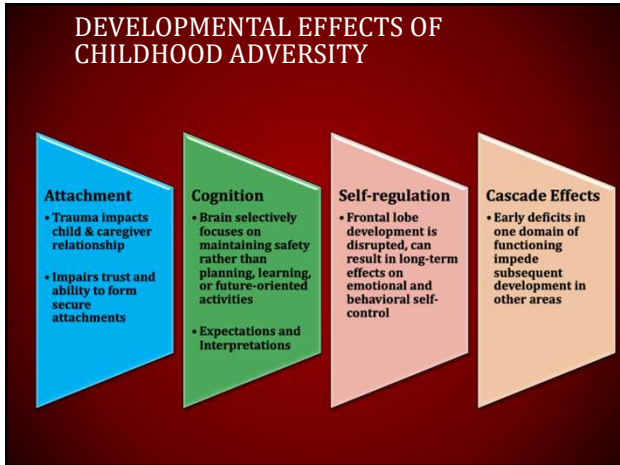 DEVELOPMENTAL EFFECTS OF
CHILDHOOD ADVERSITY
Attachment
• Trauma impacts
child & caregiver
relationship
• Impairs trust and
ability to form
secure
attachments
Cognition
• Brain selectively
focuses on
maintaining safety
rather than
planning, learning,
or future-oriented
activities
• Expectations and
Interpretations
Self-regulation
• Frontal lobe
development is
disrupted, can
result in long-term
effects on
emotional and
behavioral self-
control
Cascade Effects
• Early deficits in
one domain of
functioning
impede
subsequent
development in
other areas